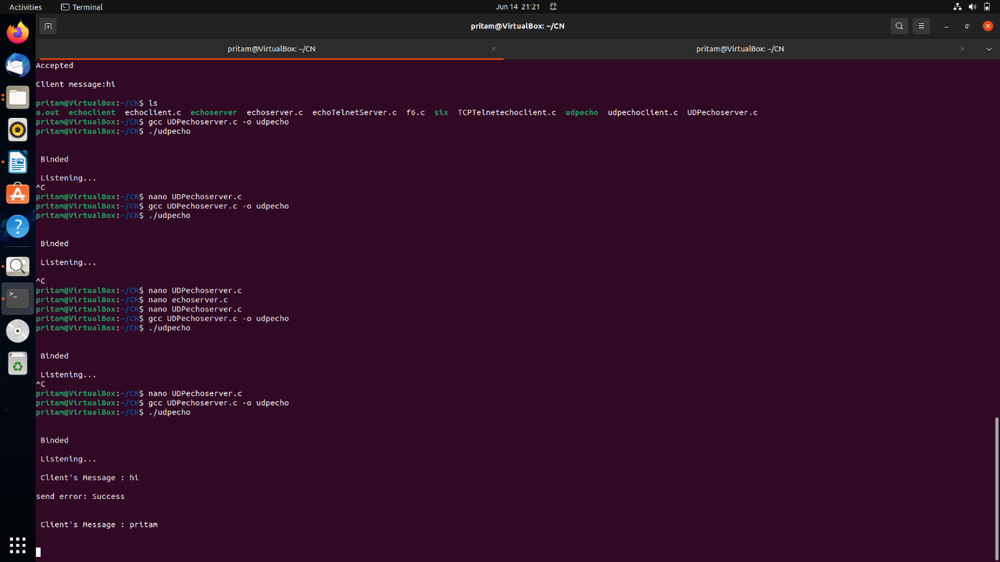 Activities Terminal Jun 14 21:21
pritam@VirtualBox: ~/CN
pritam@VirtualBox: ~/CN pritam@VirtualBox: ~/CN
Accepted
Client message:hi
pritam@VirtualBox:~/CN$ ls
a.out echoclient echoclient.c echoserver echoserver.c echoTelnetServer.c f6.c six TCPTelnetechoclient.c udpecho udpechoclient.c UDPechoserver.c
pritam@VirtualBox:~/CN$ gcc UDPechoserver.c -o udpecho
pritam@VirtualBox:~/CN$ ./udpecho
Binded
Listening...
^C
pritam@VirtualBox:~/CN$ nano UDPechoserver.c
pritam@VirtualBox:~/CN$ gcc UDPechoserver.c -o udpecho
pritam@VirtualBox:~/CN$ ./udpecho
Binded
Listening...
^C
pritam@VirtualBox:~/CN$ nano UDPechoserver.c
pritam@VirtualBox:~/CN$ nano echoserver.c
pritam@VirtualBox:~/CN$ nano UDPechoserver.c
pritam@VirtualBox:~/CN$ gcc UDPechoserver.c -o udpecho
pritam@VirtualBox:~/CN$ ./udpecho
Binded
Listening...
^C
pritam@VirtualBox:~/CN$ nano UDPechoserver.c
pritam@VirtualBox:~/CN$ gcc UDPechoserver.c -o udpecho
pritam@VirtualBox:~/CN$ ./udpecho
Binded
Listening...
Client's Message : hi
send error: Success
Client's Message : pritam